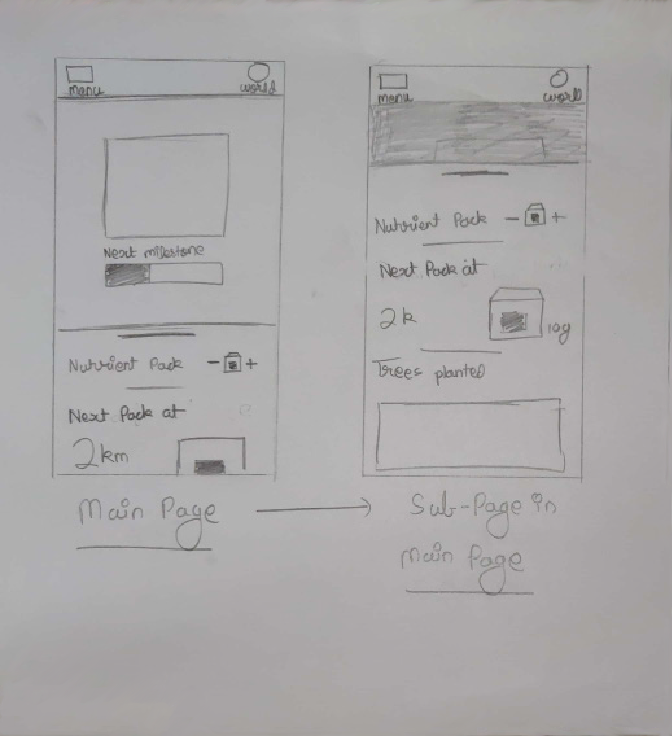 menu
world
Next milestone
Nutrient Pack - +
Next Pack at
2km
Main Page
menu
world
Nutrient Pack - +
Next Pack at
2k
10g
Trees planted
Sub-Page in
Main Page